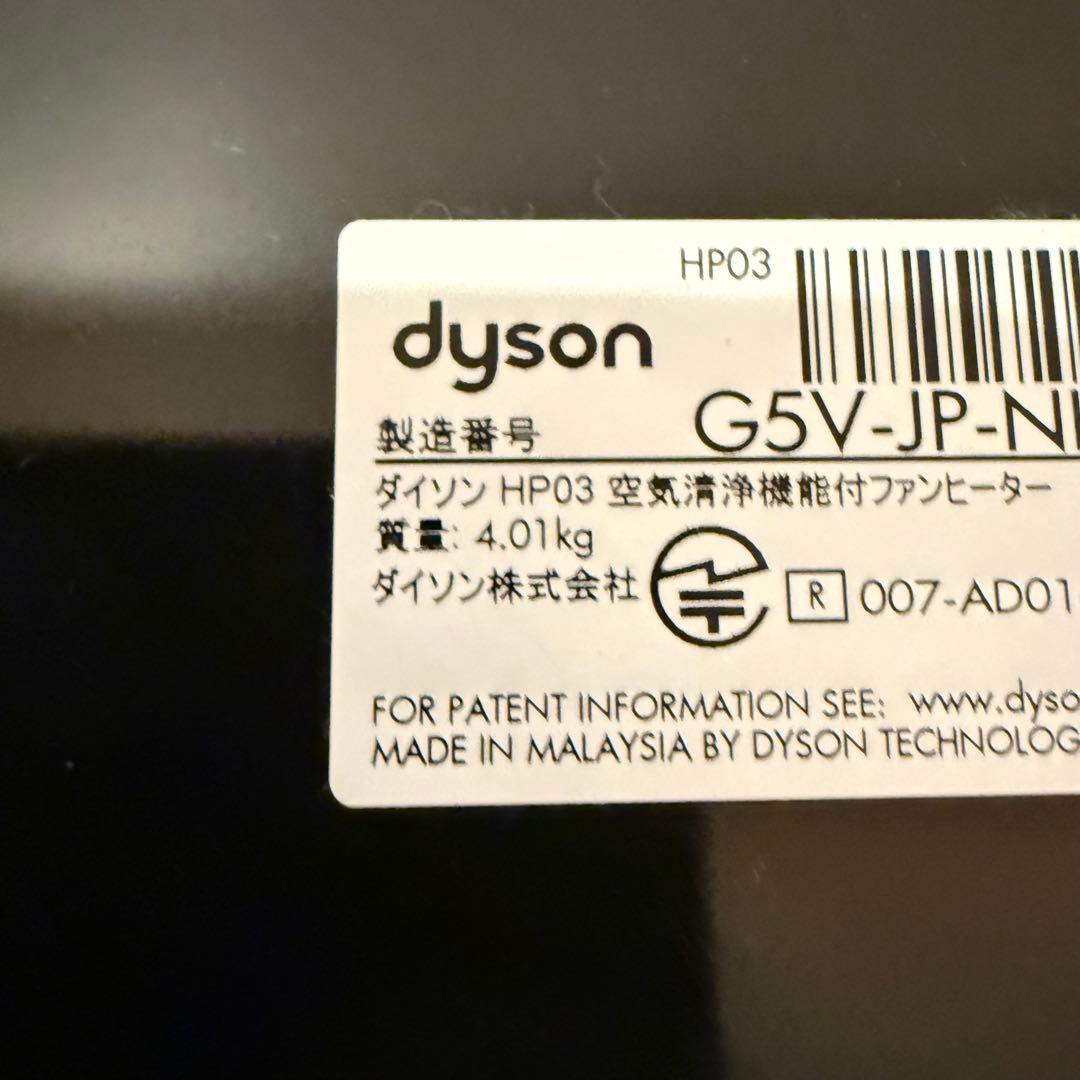 HP03
dyson
製造番号 G5V-JP-N
ダイソン HP03 空気清浄機能付ファンヒーター
質量: 4.01kg
ダイソン株式会社 R 007-AD01
FOR PATENT INFORMATION SEE: www.dyso
MADE IN MALAYSIA BY DYSON TECHNOLOG